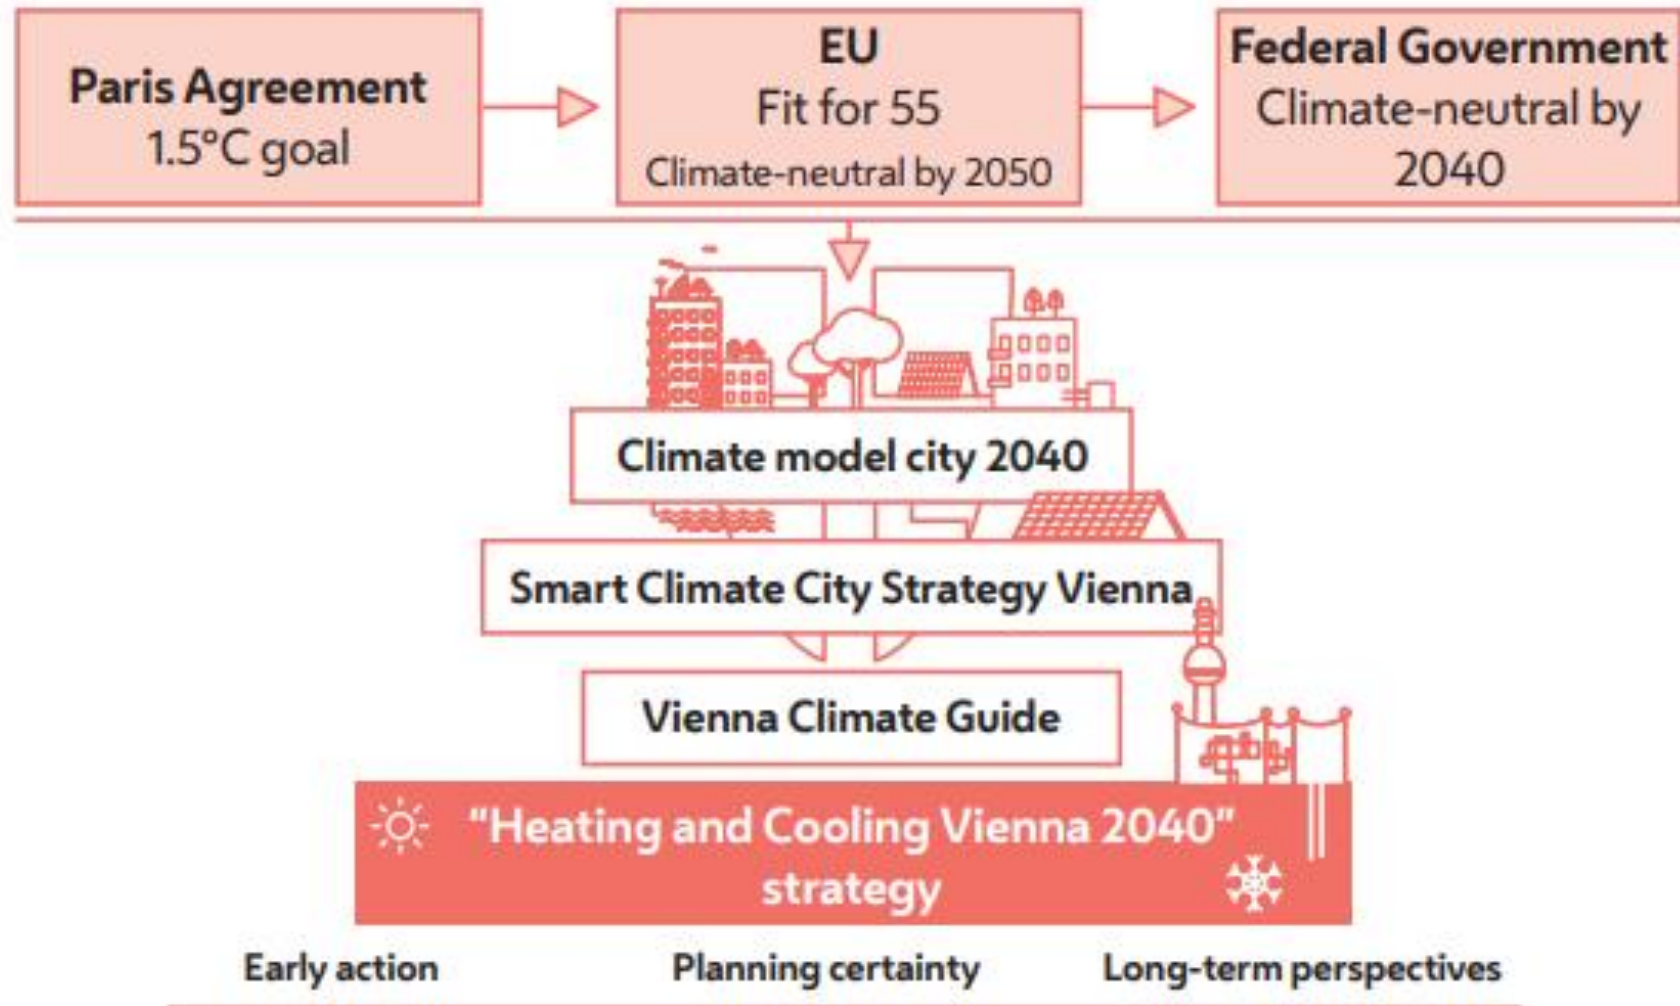 Paris Agreement
1.5°C goal
EU
Fit for 55
Climate-neutral by 2050
Federal Government
Climate-neutral by
2040
Climate model city 2040
Smart Climate City Strategy Vienna
Vienna Climate Guide
"Heating and Cooling Vienna 2040"
strategy
Early action
Planning certainty
Long-term perspectives